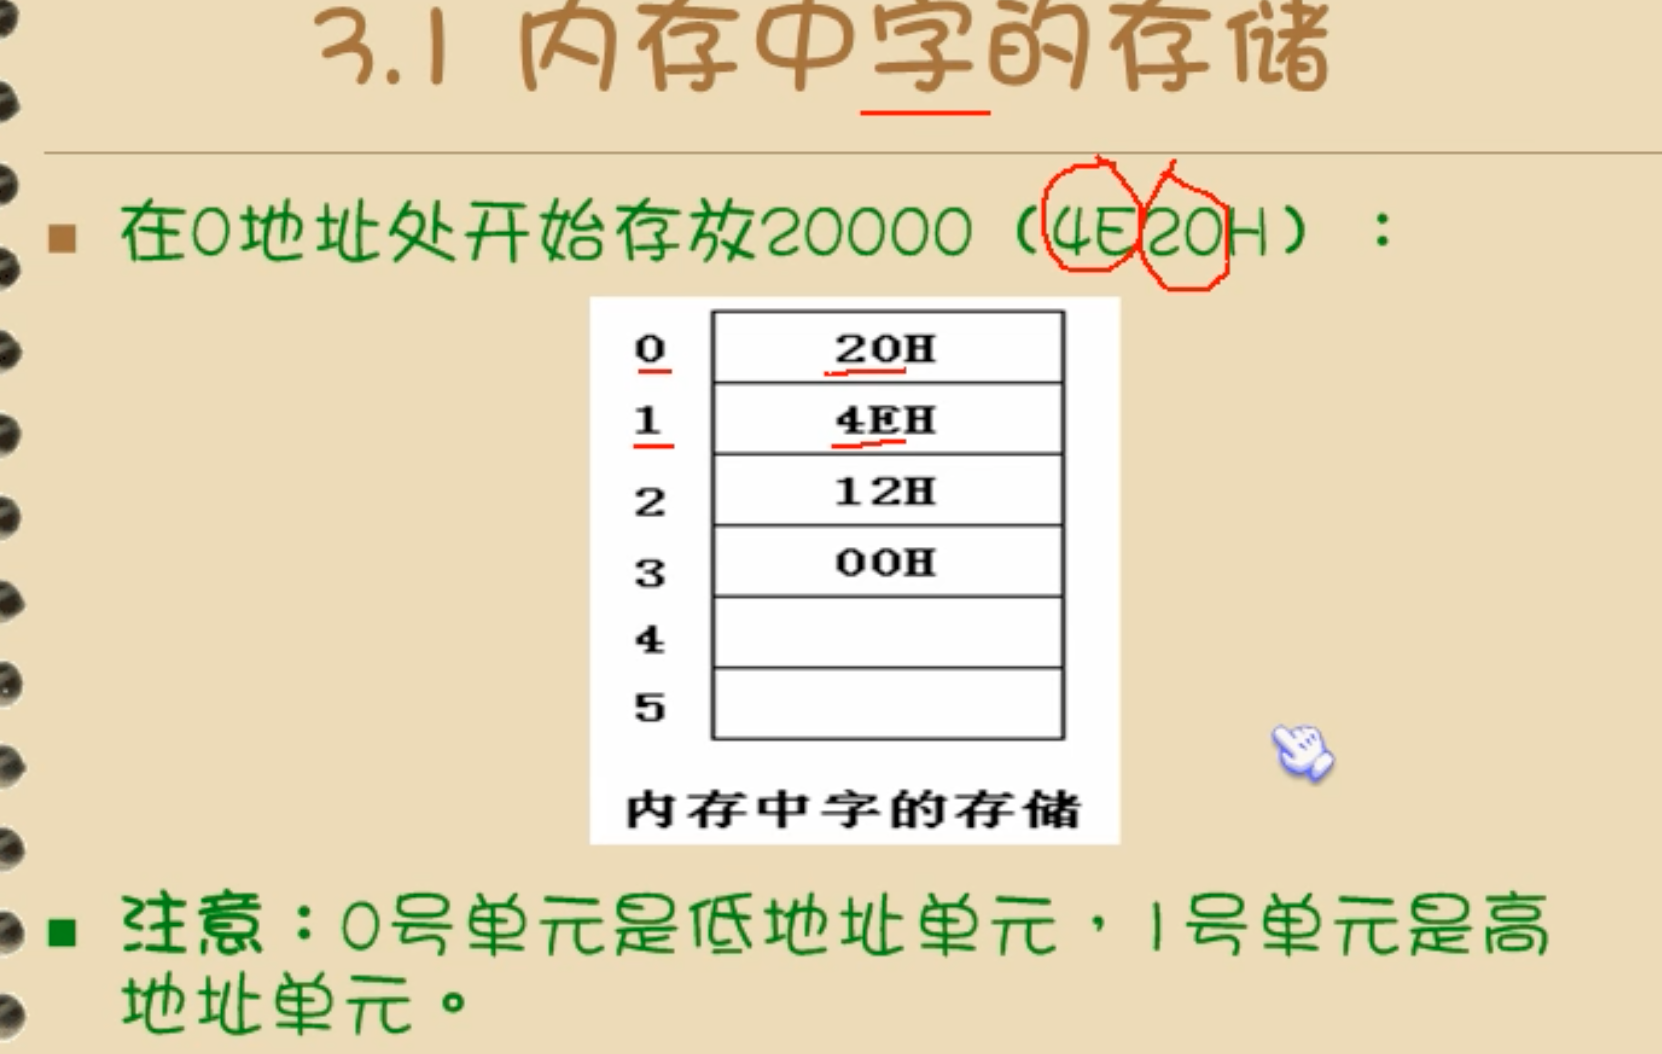 3.1 内存中字的存储
在0地址处开始存放20000（4E20H）：
0 20H
1 4EH
2 12H
3 00H
4
5
内存中字的存储
注意：0号单元是低地址单元，1号单元是高
地址单元。